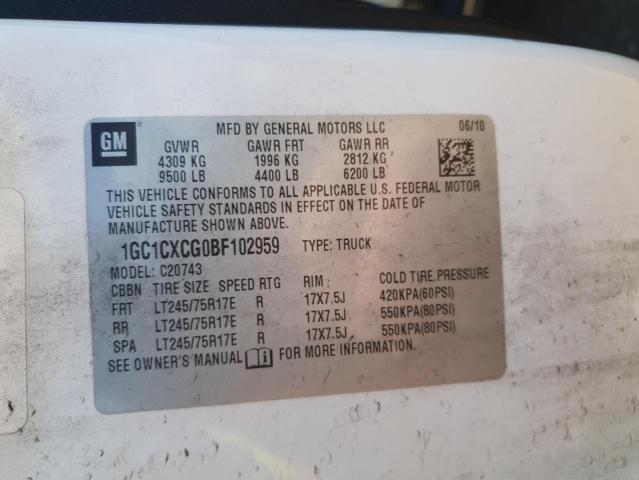 MFD BY GENERAL MOTORS LLC 06/10
GM
GVWR GAWR FRT GAWR RR
4309 KG 1996 KG 2812 KG
9500 LB 4400 LB 6200 LB
THIS VEHICLE CONFORMS TO ALL APPLICABLE U.S. FEDERAL MOTOR
VEHICLE SAFETY STANDARDS IN EFFECT ON THE DATE OF
MANUFACTURE SHOWN ABOVE.
1GC1CXCG0BF102959 TYPE: TRUCK
MODEL: C20743
CBBN TIRE SIZE SPEED RTG RIM COLD TIRE PRESSURE
FRT LT245/75R17E R 17X7.5J 420KPA(60PSI)
RR LT245/75R17E R 17X7.5J 550KPA(80PSI)
SPA LT245/75R17E R 17X7.5J 550KPA(80PSI)
SEE OWNER'S MANUAL FOR MORE INFORMATION.